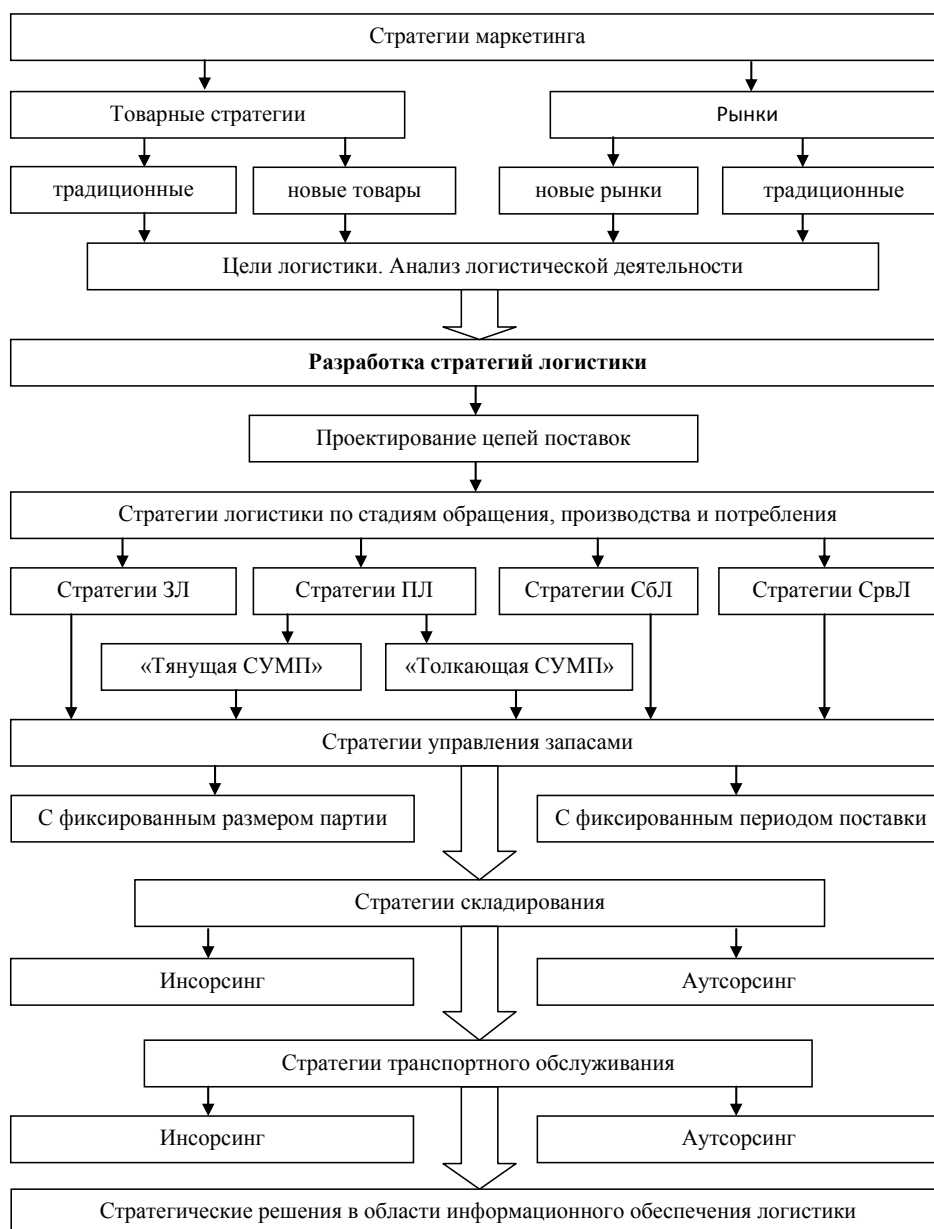 Стратегии маркетинга
Товарные стратегии
Рынки
традиционные
новые товары
новые рынки
традиционные
Цели логистики. Анализ логистической деятельности
Разработка стратегий логистики
Проектирование цепей поставок
Стратегии логистики по стадиям обращения, производства и потребления
Стратегии ЗЛ
Стратегии ПЛ
Стратегии СбЛ
Стратегии СрвЛ
«Тянущая СУМП»
«Толкающая СУМП»
Стратегии управления запасами
С фиксированным размером партии
С фиксированным периодом поставки
Стратегии складирования
Инсорсинг
Аутсорсинг
Стратегии транспортного обслуживания
Инсорсинг
Аутсорсинг
Стратегические решения в области информационного обеспечения логистики